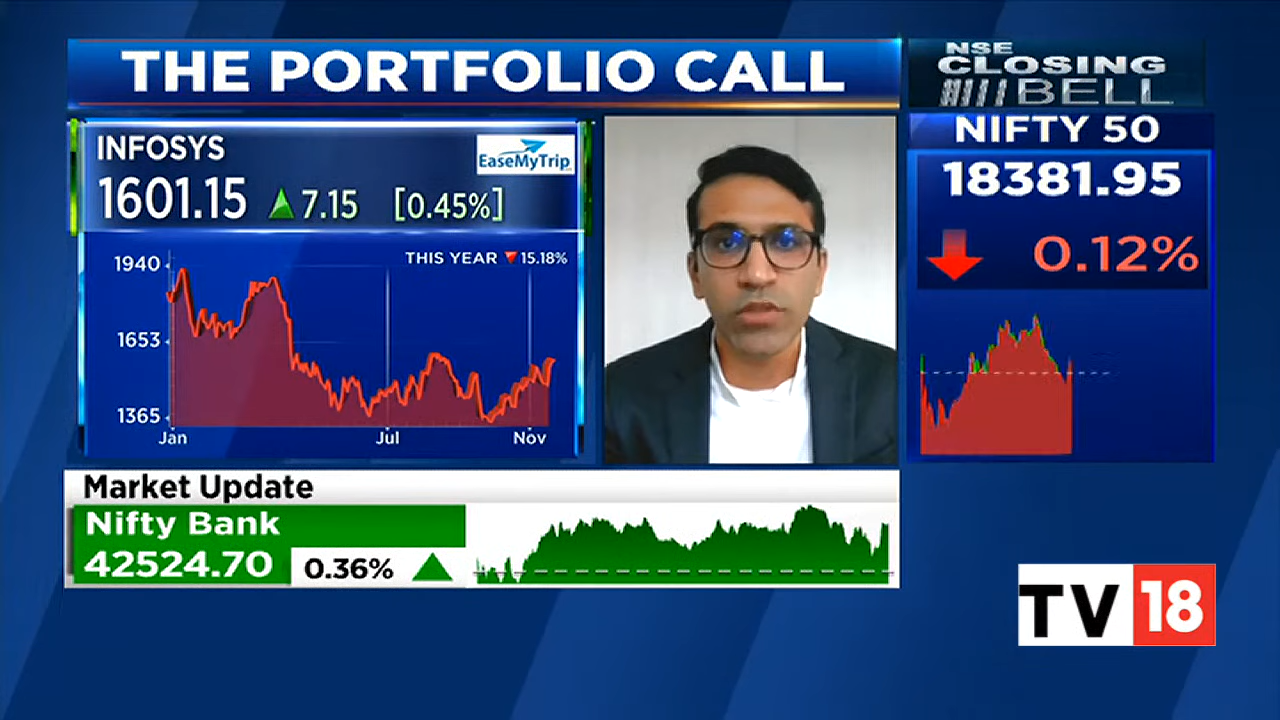 THE PORTFOLIO CALL
NSE
CLOSING
BELL
INFOSYS
EaseMyTrip
1601.15 ▲ 7.15 [0.45%]
THIS YEAR ▼ 15.18%
1940
1653
1365
Jan Jul Nov
NIFTY 50
18381.95
0.12%
Market Update
Nifty Bank
42524.70 0.36% ▲
TV18